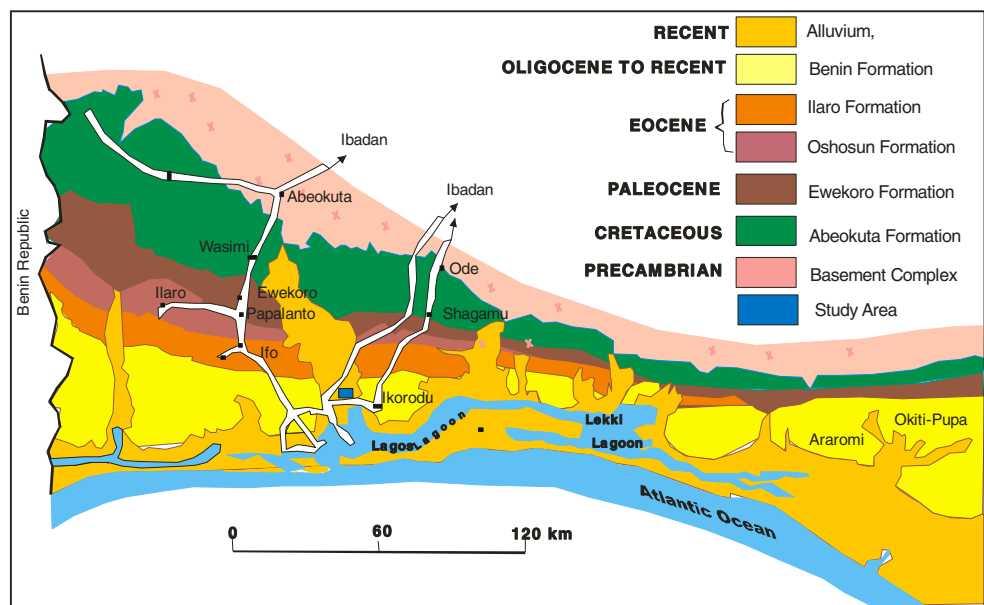 RECENT Alluvium,
OLIGOCENE TO RECENT Benin Formation
EOCENE Ilaro Formation
Oshosun Formation
PALEOCENE Ewekoro Formation
CRETACEOUS Abeokuta Formation
PRECAMBRIAN Basement Complex
Study Area
Ibadan
Ibadan
Abeokuta
Wasimi
Ode
Benin Republic
Ilaro
Ewekoro
Papalanto
Shagamu
Ifo
Ikorodu
Lagos Lagoon
Lekki
Lagoon
Araromi
Okiti-Pupa
Atlantic Ocean
0 60 120 km